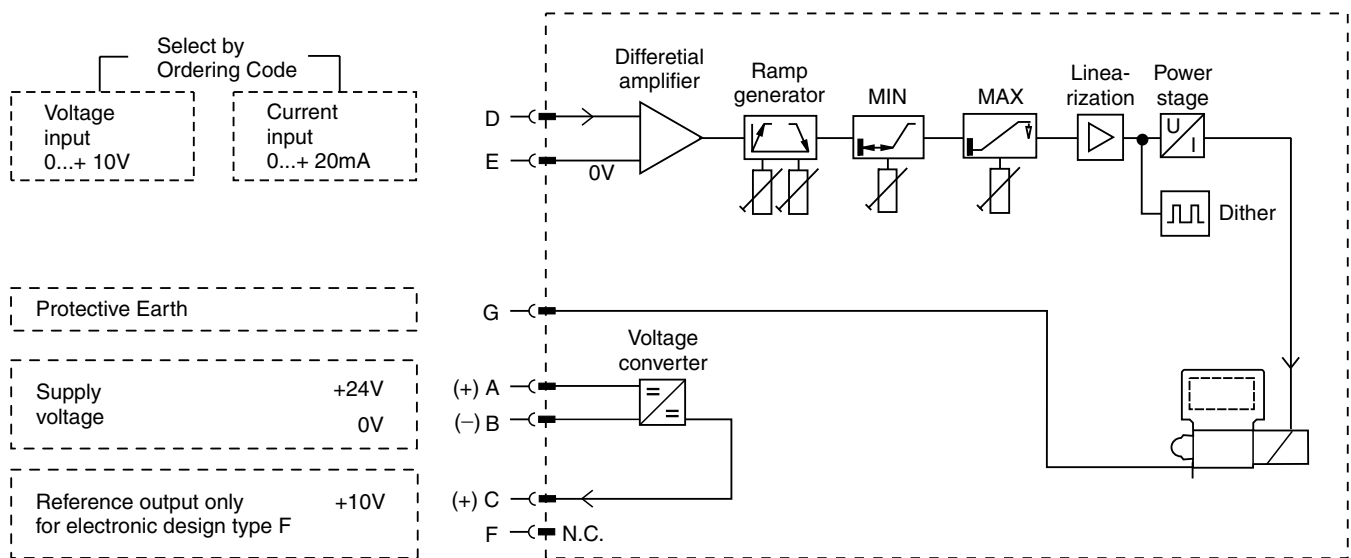 Select by
Ordering Code
Voltage
input
0...+ 10V
Current
input
0...+ 20mA
Differetial
amplifier
Ramp
generator
MIN
MAX
Linea-
rization
Power
stage
D
E
0V
U
I
Dither
Protective Earth
G
Voltage
converter
Supply
voltage
+24V
0V
(+) A
(−) B
= =
Reference output only
for electronic design type F
+10V
(+) C
F
N.C.